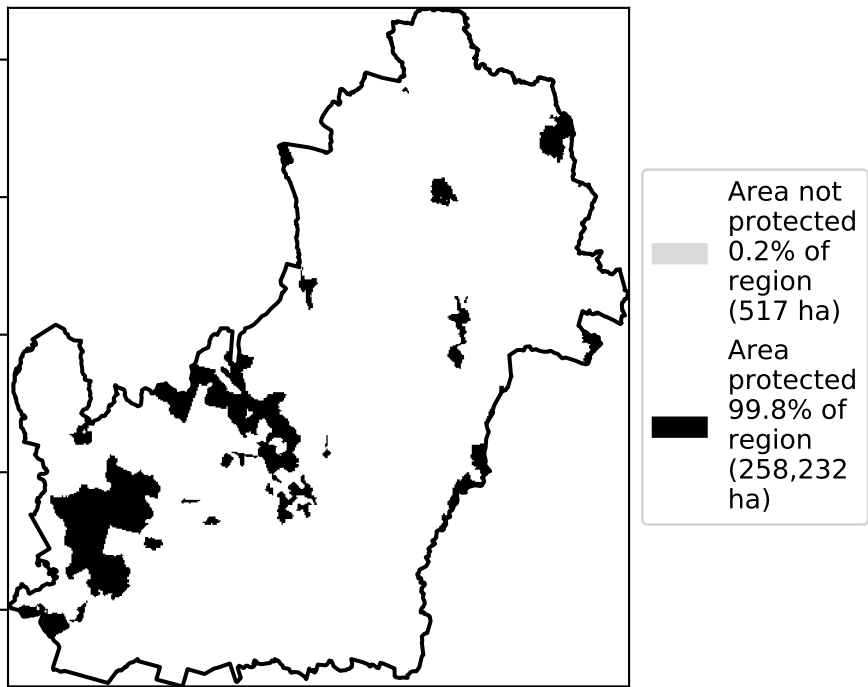 Area not
protected
0.2% of
region
(517 ha)
Area
protected
99.8% of
region
(258,232
ha)